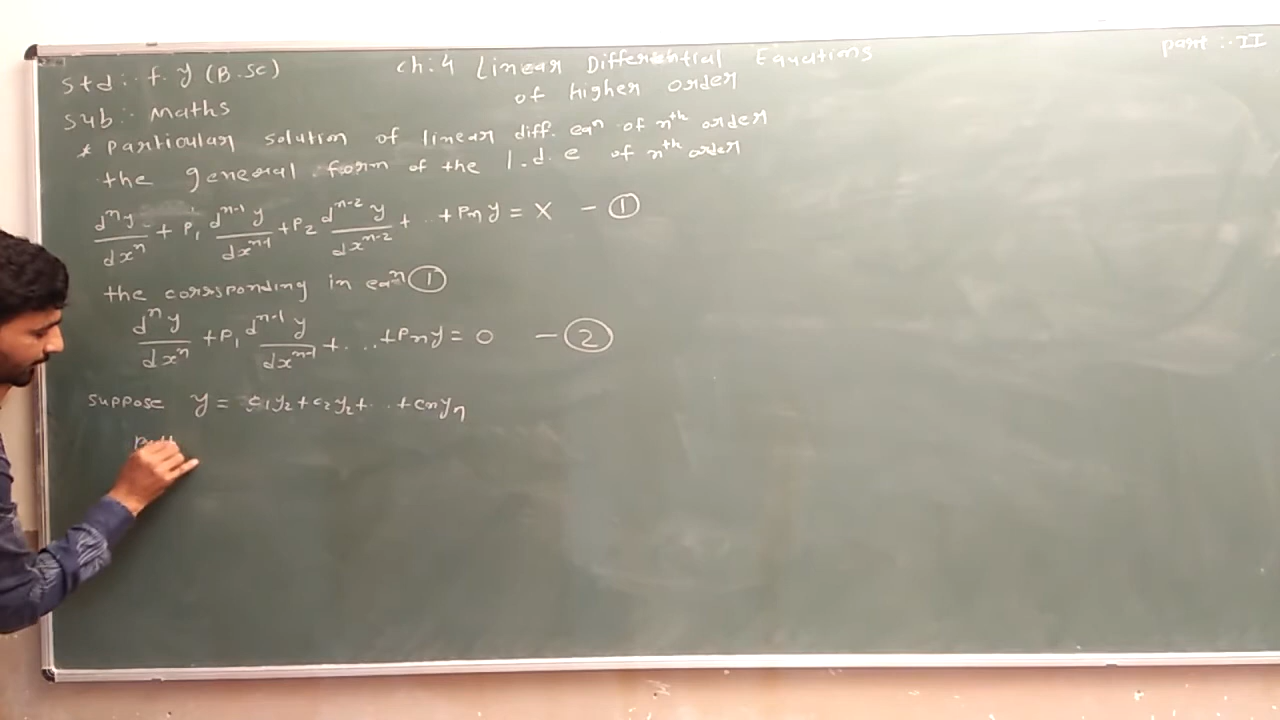 std :. f. y (B.sc)
ch:4 Linear Differential Equations
of higher order
part :- II
sub :. maths
* particular solution of linear diff. eqⁿ of nᵗʰ order
the general form of the l.d.e of nᵗʰ order
dⁿy/dxⁿ + P₁ dⁿ⁻¹y/dxⁿ⁻¹ + P₂ dⁿ⁻²y/dxⁿ⁻² + . . + Pₙy = X - ①
the corrsponding in eqⁿ ①
dⁿy/dxⁿ + P₁ dⁿ⁻¹y/dxⁿ⁻¹ + . . . + Pₙy = 0 - ②
suppose y = c₁y₂ + c₂y₂ + . . . + cₙyₙ